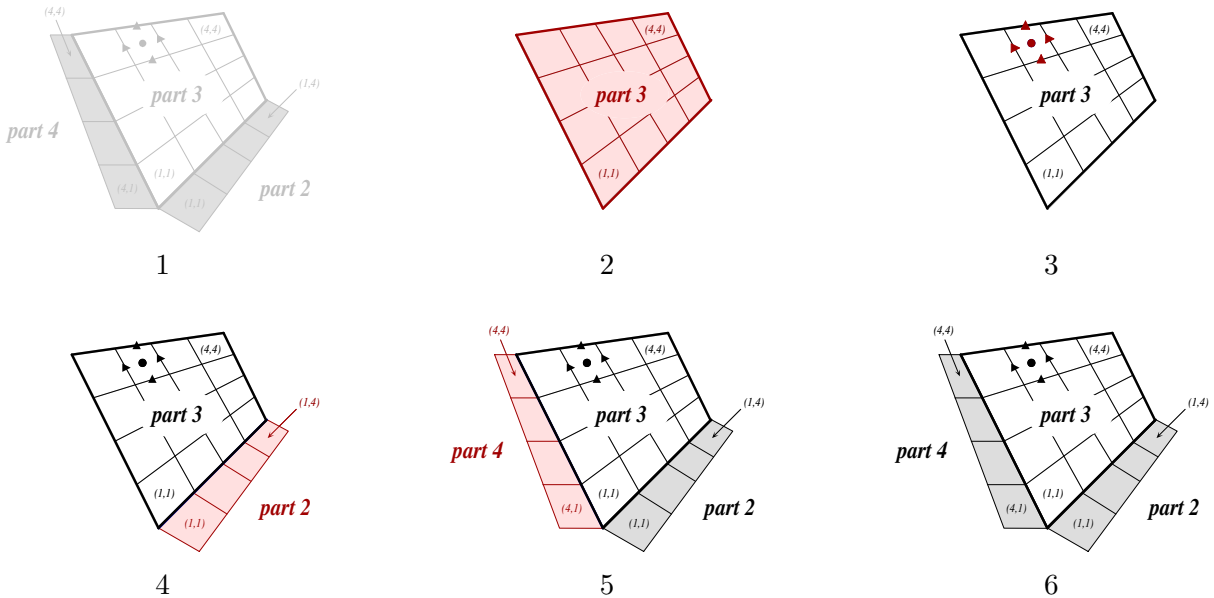 (4,4)
(4,4)
part 3
(1,4)
part 4
(1,1)
(4,1)
(1,1)
part 2
1
(4,4)
part 3
(1,1)
2
(4,4)
part 3
(1,1)
3
(4,4)
part 3
(1,4)
(1,1)
(1,1)
part 2
4
(4,4)
(4,4)
part 3
(1,4)
part 4
(1,1)
(4,1)
(1,1)
part 2
5
(4,4)
(4,4)
part 3
(1,4)
part 4
(1,1)
(4,1)
(1,1)
part 2
6